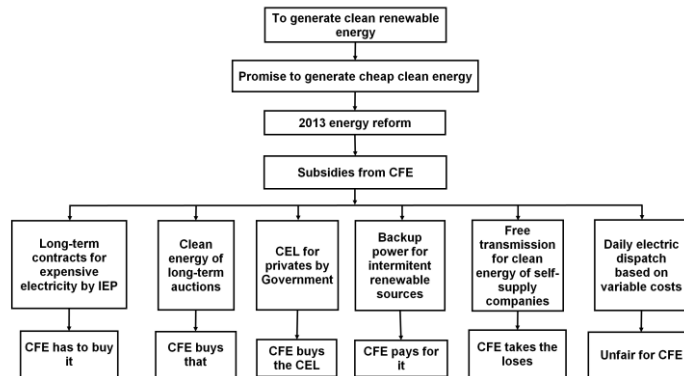 To generate clean renewable
energy
Promise to generate cheap clean energy
2013 energy reform
Subsidies from CFE
Long-term
contracts for
expensive
electricity by IEP
Clean
energy of
long-term
auctions
CEL for
privates by
Government
Backup
power for
intermitent
renewable
sources
Free
transmission
for clean
energy of self-
supply
companies
Daily electric
dispatch
based on
variable costs
CFE has to buy
it
CFE buys
that
CFE buys
the CEL
CFE pays for
it
CFE takes the
loses
Unfair for CFE